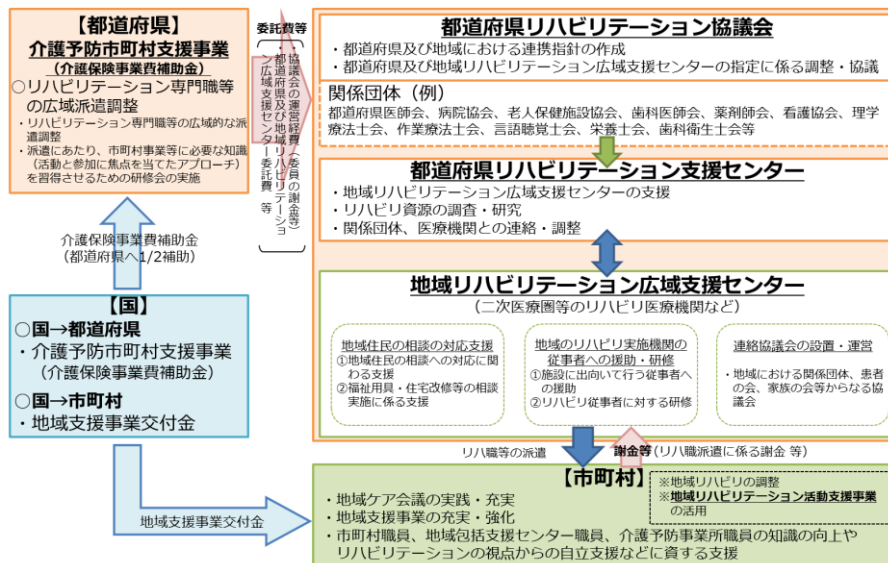 【都道府県】
介護予防市町村支援事業
(介護保険事業費補助金)
○リハビリテーション専門職等
の広域派遣調整
・リハビリテーション専門職等の広域的な派
遣調整
・派遣にあたり、市町村事業等に必要な知識
(活動と参加に焦点を当てたアプローチ)
を習得させるための研修会の実施
委託費等
・協議会の運営経費(委員の謝金等)
・都道府県及び地域リハビリテーショ
ン広域支援センター委託費 等
都道府県リハビリテーション協議会
・都道府県及び地域における連携指針の作成
・都道府県及び地域リハビリテーション広域支援センターの指定に係る調整・協議
関係団体(例)
都道府県医師会、病院協会、老人保健施設協会、歯科医師会、薬剤師会、看護協会、理学
療法士会、作業療法士会、言語聴覚士会、栄養士会、歯科衛生士会等
都道府県リハビリテーション支援センター
・地域リハビリテーション広域支援センターの支援
・リハビリ資源の調査・研究
・関係団体、医療機関との連絡・調整
介護保険事業費補助金
(都道府県へ1/2補助)
【国】
○国→都道府県
・介護予防市町村支援事業
(介護保険事業費補助金)
○国→市町村
・地域支援事業交付金
地域リハビリテーション広域支援センター
(二次医療圏等のリハビリ医療機関など)
地域住民の相談の対応支援
①地域住民の相談への対応に関
わる支援
②福祉用具・住宅改修等の相談
実施に係る支援
地域のリハビリ実施機関の
従事者への援助・研修
①施設に出向いて行う従事者へ
の援助
②リハビリ従事者に対する研修
連絡協議会の設置・運営
・地域における関係団体、患者
の会、家族の会等からなる協
議会
リハ職等の派遣
謝金等(リハ職派遣に係る謝金 等)
地域支援事業交付金
【市町村】
※地域リハビリの調整
※地域リハビリテーション活動支援事業
の活用
・地域ケア会議の実践・充実
・地域支援事業の充実・強化
・市町村職員、地域包括支援センター職員、介護予防事業所職員の知識の向上や
リハビリテーションの視点からの自立支援などに資する支援